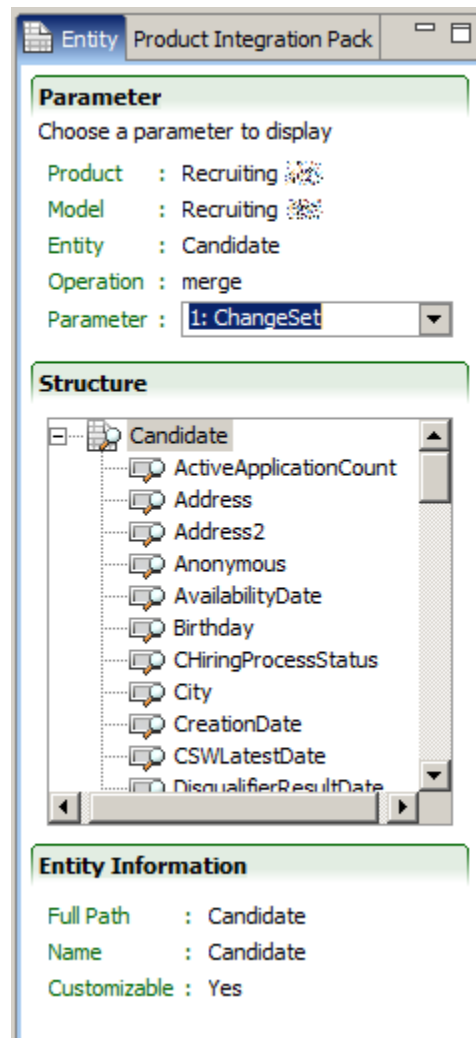 Entity Product Integration Pack
Parameter
Choose a parameter to display
Product : Recruiting
Model : Recruiting
Entity : Candidate
Operation : merge
Parameter : 1: ChangeSet
Structure
Candidate
ActiveApplicationCount
Address
Address2
Anonymous
AvailabilityDate
Birthday
CHiringProcessStatus
City
CreationDate
CSWLatestDate
DisqualifierResultDate
Entity Information
Full Path : Candidate
Name : Candidate
Customizable : Yes